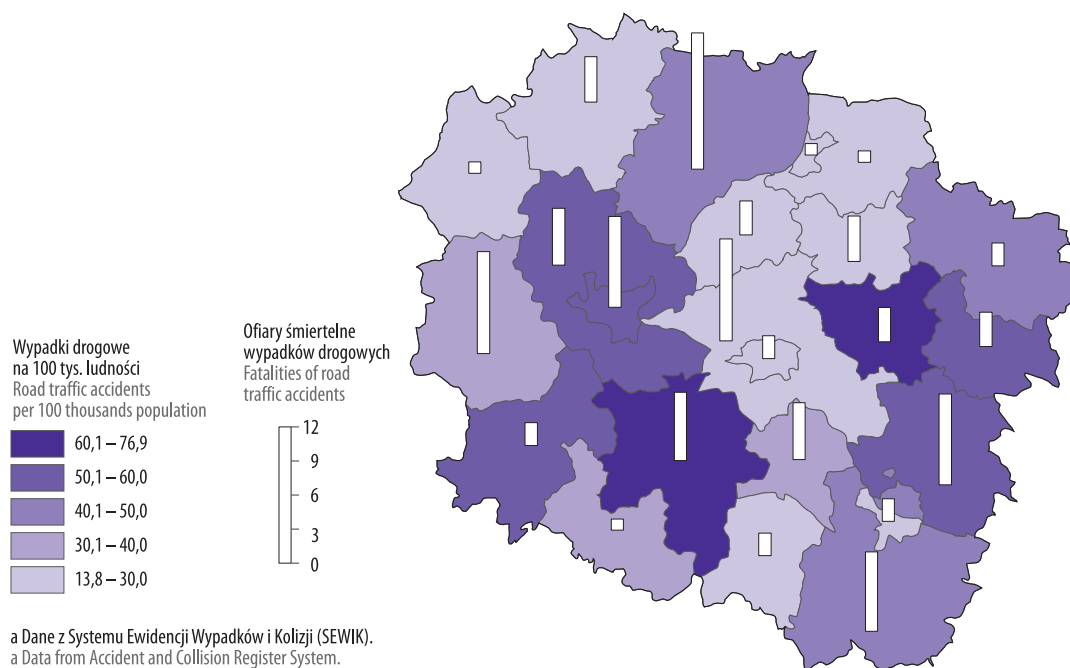 Wypadki drogowe
na 100 tys. ludności
Road traffic accidents
per 100 thousands population
60,1 – 76,9
50,1 – 60,0
40,1 – 50,0
30,1 – 40,0
13,8 – 30,0
Ofiary śmiertelne
wypadków drogowych
Fatalities of road
traffic accidents
12
9
6
3
0
a Dane z Systemu Ewidencji Wypadków i Kolizji (SEWIK).
a Data from Accident and Collision Register System.